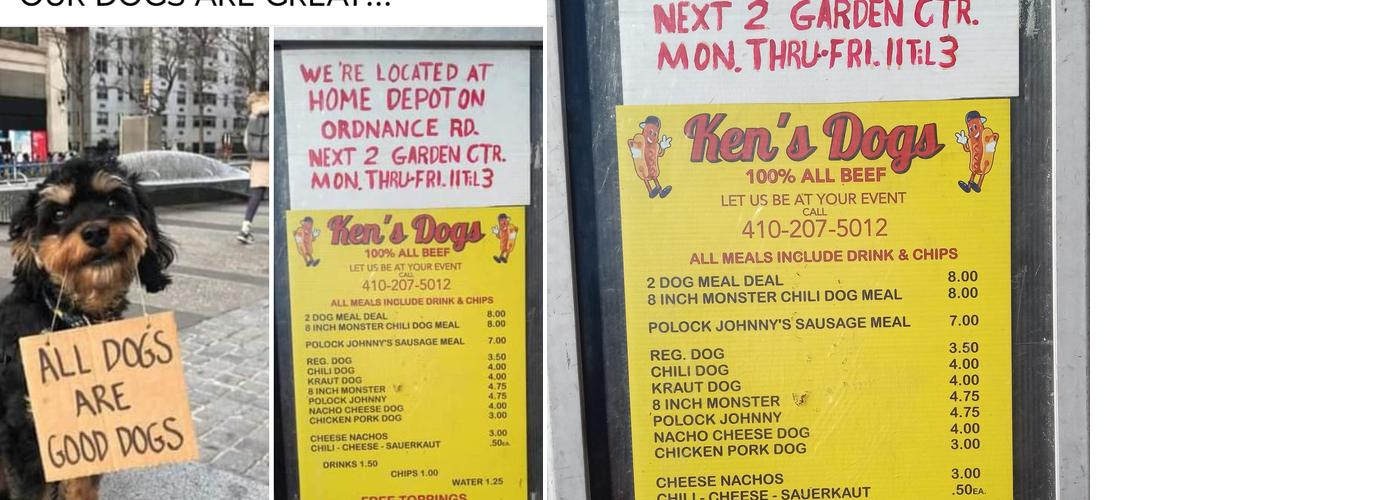 OUR DOGS ARE GREAT...
ALL DOG'S
ARE
GOOD DOGS
WE'RE LOCATED AT
HOME DEPOT ON
ORDNANCE RD.
NEXT 2 GARDEN CTR.
MON. THRU-FRI. 11TiL3
Ken's Dogs
100% ALL BEEF
LET US BE AT YOUR EVENT
CALL
410-207-5012
ALL MEALS INCLUDE DRINK & CHIPS
2 DOG MEAL DEAL 8.00
8 INCH MONSTER CHILI DOG MEAL 8.00
POLOCK JOHNNY'S SAUSAGE MEAL 7.00
REG. DOG 3.50
CHILI DOG 4.00
KRAUT DOG 4.00
8 INCH MONSTER 4.75
POLOCK JOHNNY 4.75
NACHO CHEESE DOG 4.00
CHICKEN PORK DOG 3.00
CHEESE NACHOS 3.00
CHILI - CHEESE - SAUERKAUT .50EA.
DRINKS 1.50
CHIPS 1.00
WATER 1.25
FREE TOPPINGS
NEXT 2 GARDEN CTR.
MON. THRU-FRI. 11TiL3
Ken's Dogs
100% ALL BEEF
LET US BE AT YOUR EVENT
CALL
410-207-5012
ALL MEALS INCLUDE DRINK & CHIPS
2 DOG MEAL DEAL 8.00
8 INCH MONSTER CHILI DOG MEAL 8.00
POLOCK JOHNNY'S SAUSAGE MEAL 7.00
REG. DOG 3.50
CHILI DOG 4.00
KRAUT DOG 4.00
8 INCH MONSTER 4.75
POLOCK JOHNNY 4.75
NACHO CHEESE DOG 4.00
CHICKEN PORK DOG 3.00
CHEESE NACHOS 3.00
CHILI - CHEESE - SAUERKAUT .50EA.